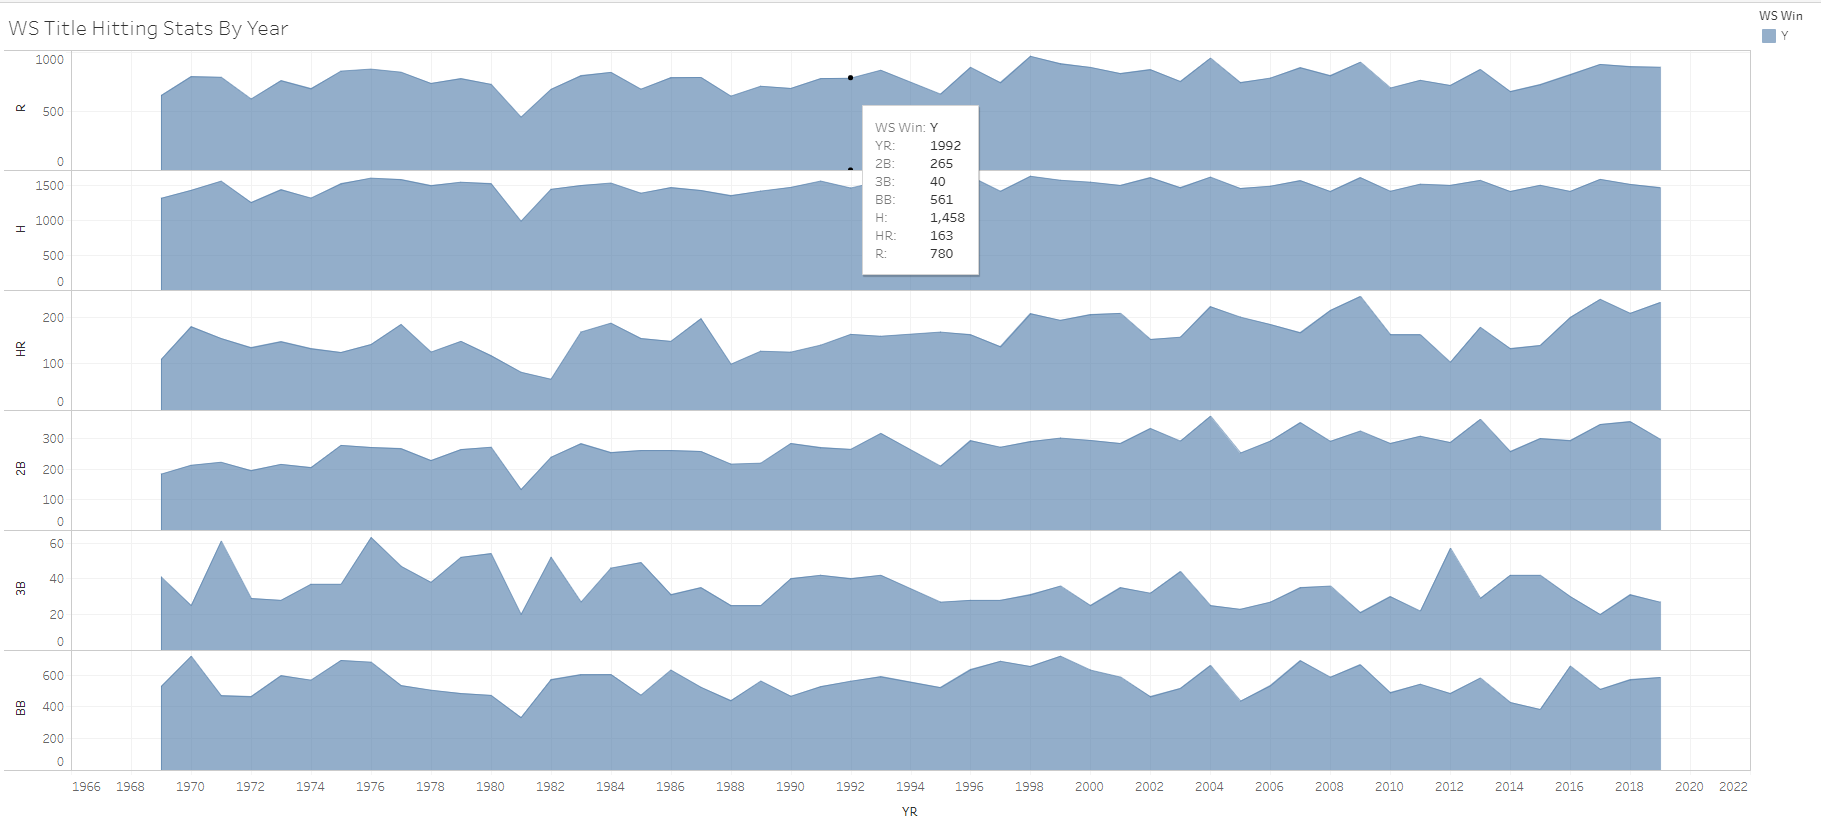 WS Title Hitting Stats By Year
WS Win
Y
1000
500
0
R
1500
1000
500
0
H
200
100
0
HR
300
200
100
0
2B
60
40
20
0
3B
600
400
200
0
BB
WS Win: Y
YR: 1992
2B: 265
3B: 40
BB: 561
H: 1,458
HR: 163
R: 780
1966 1968 1970 1972 1974 1976 1978 1980 1982 1984 1986 1988 1990 1992 1994 1996 1998 2000 2002 2004 2006 2008 2010 2012 2014 2016 2018 2020 2022
YR